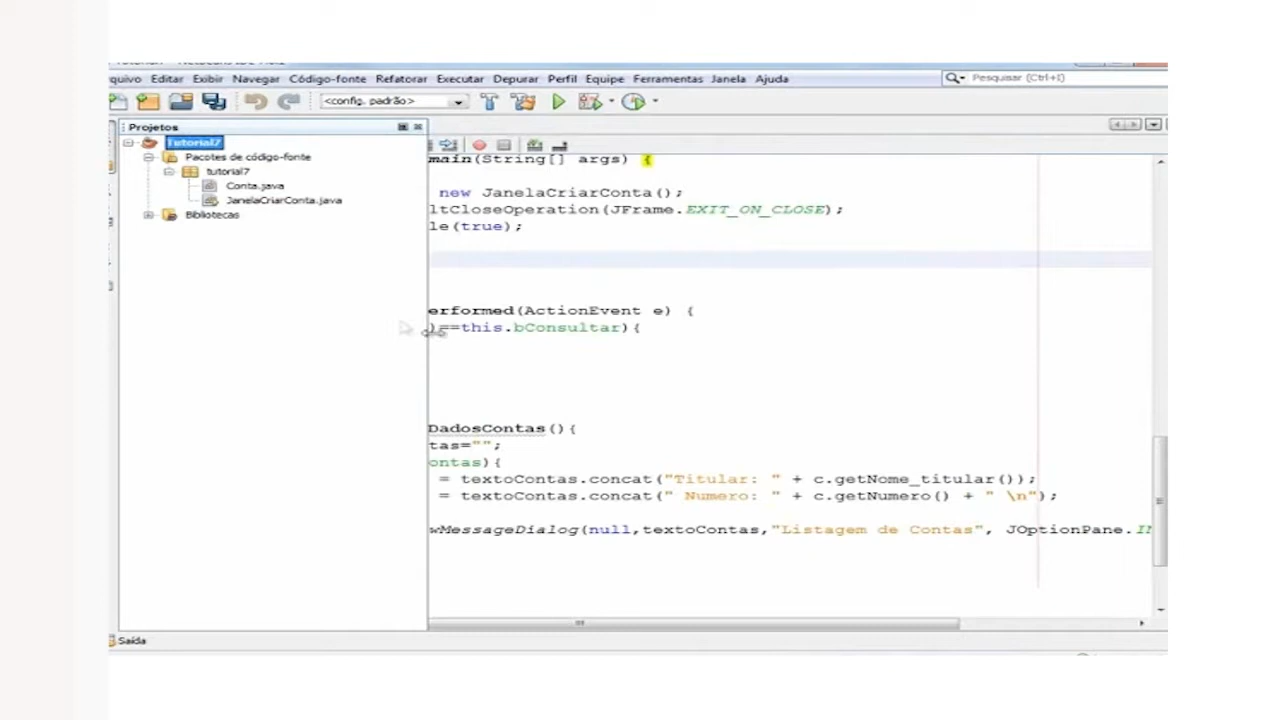 quivo Editar Exibir Navegar Código-fonte Refatorar Executar Depurar Perfil Equipe Ferramentas Janela Ajuda
Pesquisar (Ctrl+I)
<config. padrão>
Projetos
Tutorial7
Pacotes de código-fonte
tutorial7
Conta.java
JanelaCriarConta.java
Bibliotecas
main(String[] args) {
new JanelaCriarConta();
ltCloseOperation(JFrame.EXIT_ON_CLOSE);
le(true);
erformed(ActionEvent e) {
)==this.bConsultar){
DadosContas(){
tas="";
ontas){
= textoContas.concat("Titular: " + c.getNome_titular());
= textoContas.concat(" Numero: " + c.getNumero() + " \n");
wMessageDialog(null,textoContas,"Listagem de Contas", JOptionPane.IN
Saída